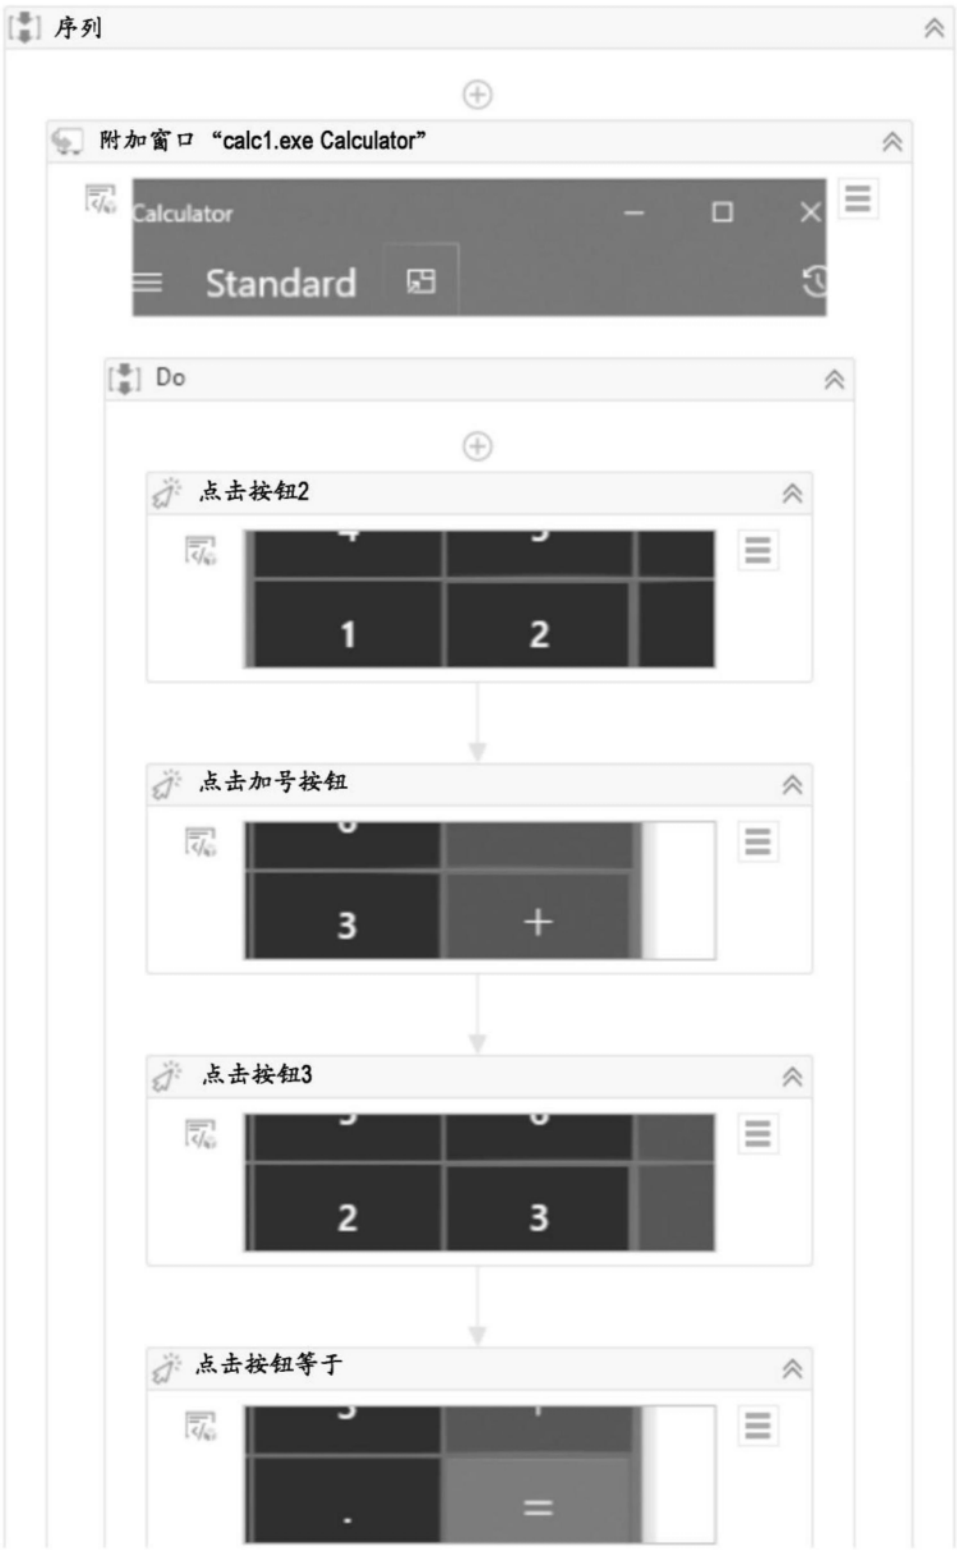 序列
附加窗口 “calc1.exe Calculator”
Calculator
Standard
Do
点击按钮2
1 2
点击加号按钮
3 +
点击按钮3
2 3
点击按钮等于
. =